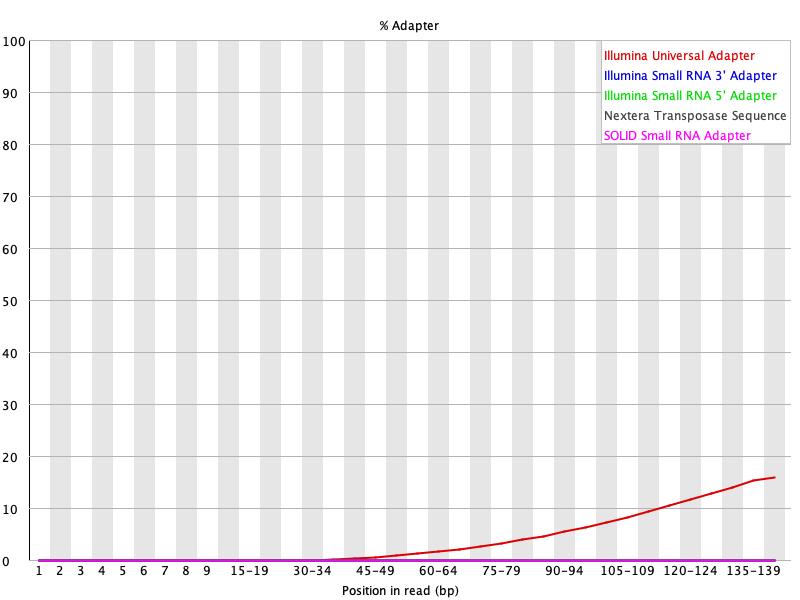 % Adapter
100
90
80
70
60
50
40
30
20
10
0
Illumina Universal Adapter
Illumina Small RNA 3' Adapter
Illumina Small RNA 5' Adapter
Nextera Transposase Sequence
SOLID Small RNA Adapter
1 2 3 4 5 6 7 8 9 15-19 30-34 45-49 60-64 75-79 90-94 105-109 120-124 135-139
Position in read (bp)